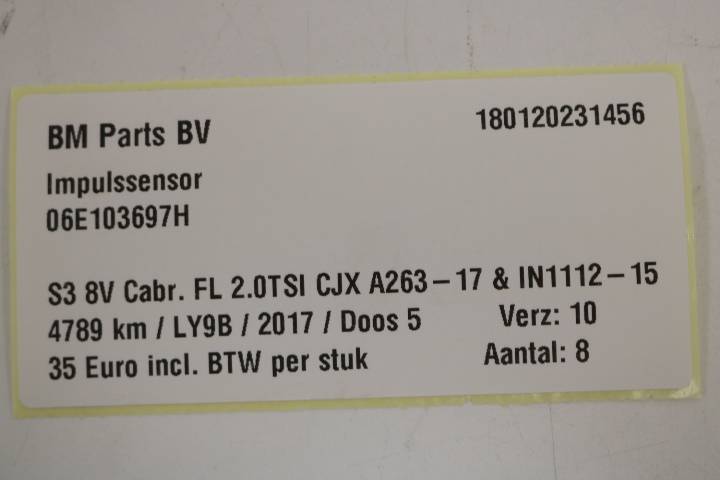 BM Parts BV 180120231456
Impulssensor
06E103697H
S3 8V Cabr. FL 2.0TSI CJX A263-17 & IN1112-15
4789 km / LY9B / 2017 / Doos 5 Verz: 10
35 Euro incl. BTW per stuk Aantal: 8